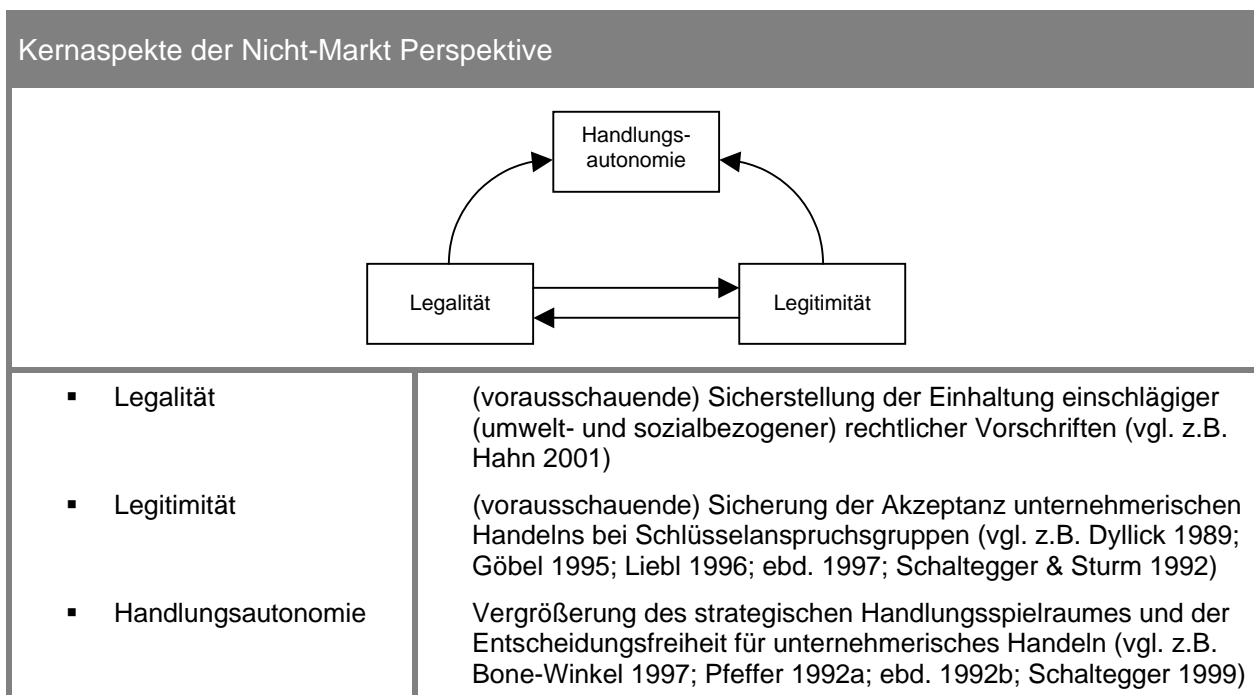 Kernaspekte der Nicht-Markt Perspektive
Handlungs-
autonomie
Legalität
Legitimität
▪ Legalität
(vorausschauende) Sicherstellung der Einhaltung einschlägiger
(umwelt- und sozialbezogener) rechtlicher Vorschriften (vgl. z.B.
Hahn 2001)
▪ Legitimität
(vorausschauende) Sicherung der Akzeptanz unternehmerischen
Handelns bei Schlüsselanspruchsgruppen (vgl. z.B. Dyllick 1989;
Göbel 1995; Liebl 1996; ebd. 1997; Schaltegger & Sturm 1992)
▪ Handlungsautonomie
Vergrößerung des strategischen Handlungsspielraumes und der
Entscheidungsfreiheit für unternehmerisches Handeln (vgl. z.B.
Bone-Winkel 1997; Pfeffer 1992a; ebd. 1992b; Schaltegger 1999)